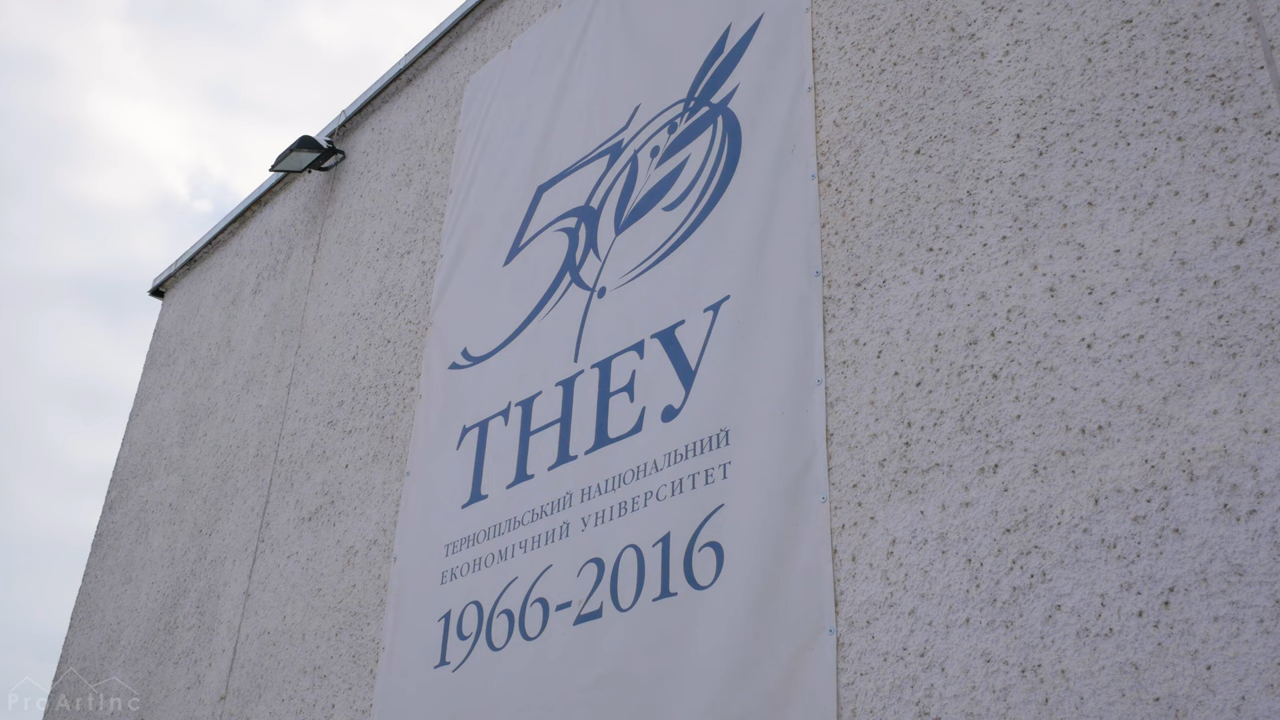 50
ТНЕУ
ТЕРНОПІЛЬСЬКИЙ НАЦІОНАЛЬНИЙ
ЕКОНОМІЧНИЙ УНІВЕРСИТЕТ
1966-2016
ProArtInc